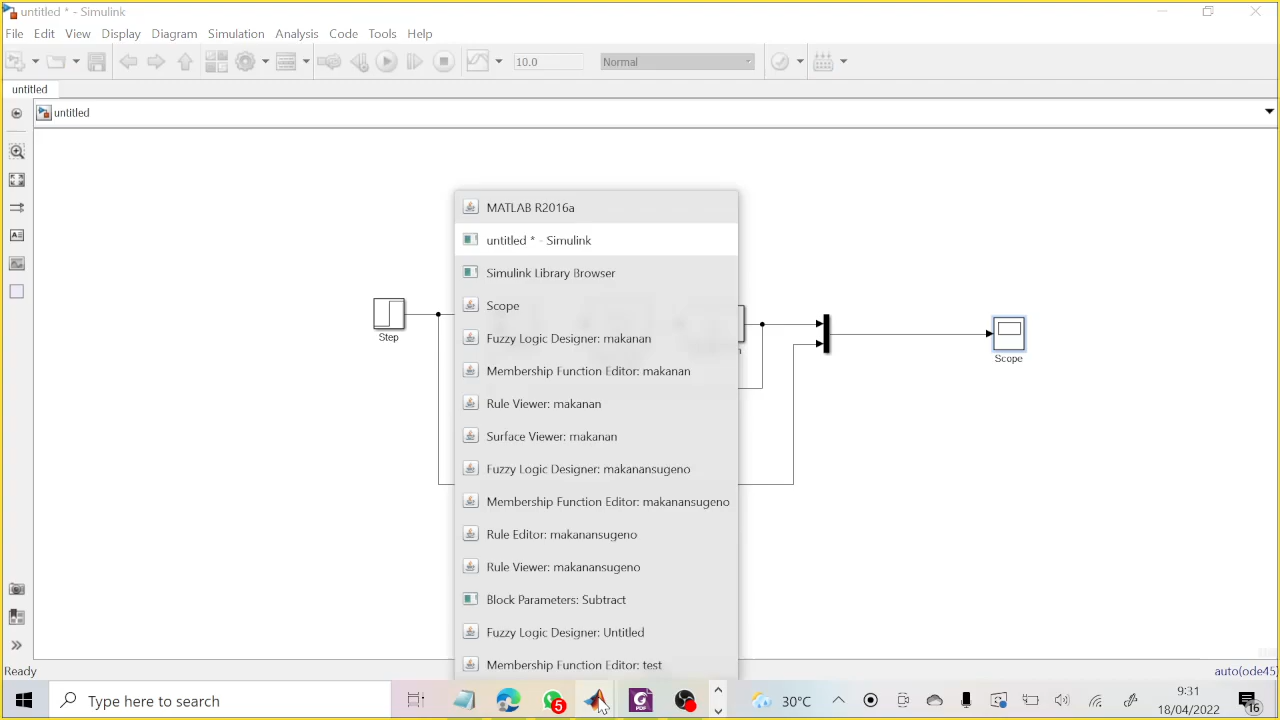 untitled * - Simulink
File Edit View Display Diagram Simulation Analysis Code Tools Help
10.0 Normal
untitled
untitled
MATLAB R2016a
untitled * - Simulink
Simulink Library Browser
Scope
Fuzzy Logic Designer: makanan
Membership Function Editor: makanan
Rule Viewer: makanan
Surface Viewer: makanan
Fuzzy Logic Designer: makanansugeno
Membership Function Editor: makanansugeno
Rule Editor: makanansugeno
Rule Viewer: makanansugeno
Block Parameters: Subtract
Fuzzy Logic Designer: Untitled
Membership Function Editor: test
Step
n
Scope
Ready auto(ode45)
Type here to search
5
PDF
30°C
9:31
18/04/2022
16